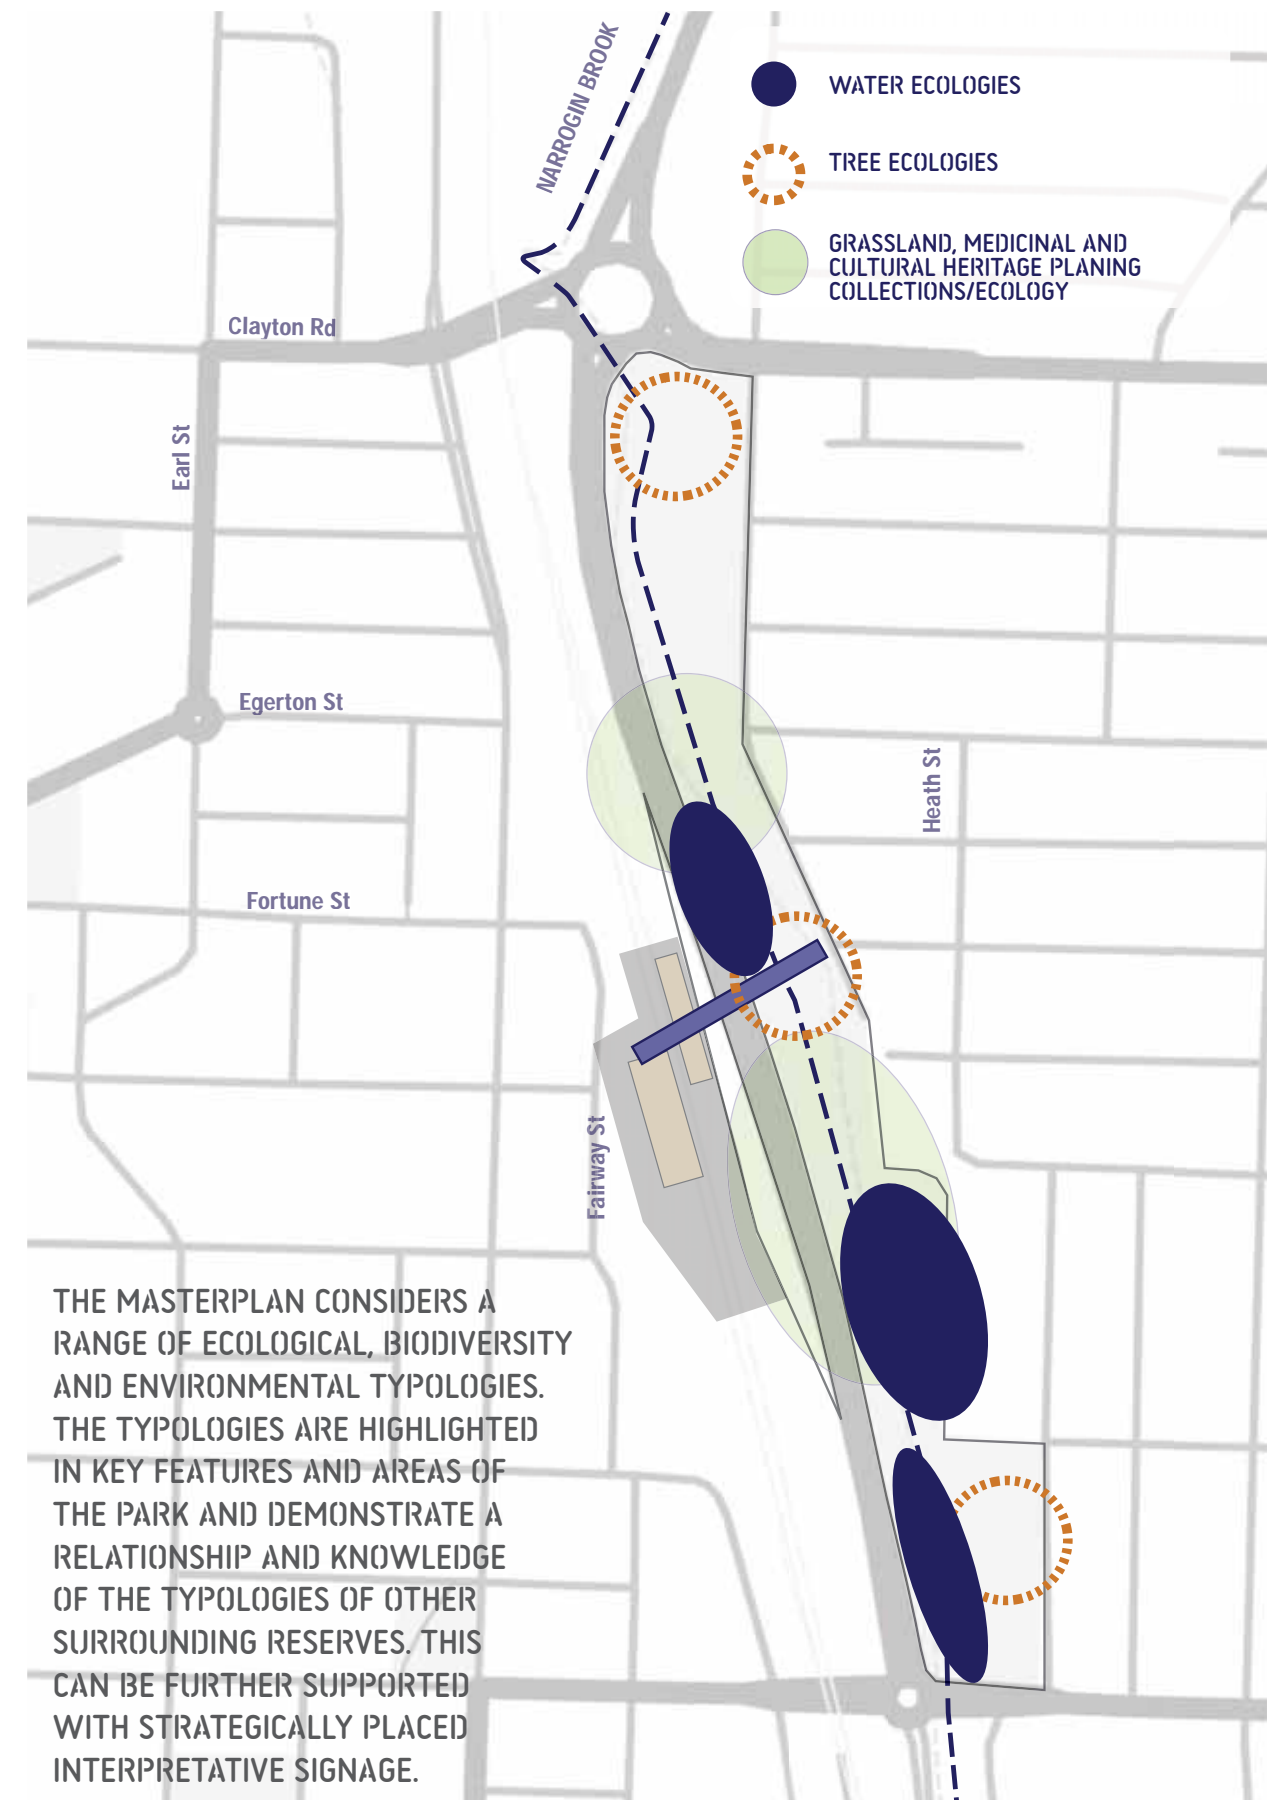 NARROGIN BROOK
WATER ECOLOGIES
TREE ECOLOGIES
GRASSLAND, MEDICINAL AND
CULTURAL HERITAGE PLANING
COLLECTIONS/ECOLOGY
Clayton Rd
Earl St
Egerton St
Heath St
Fortune St
Fairway St
THE MASTERPLAN CONSIDERS A
RANGE OF ECOLOGICAL, BIODIVERSITY
AND ENVIRONMENTAL TYPOLOGIES.
THE TYPOLOGIES ARE HIGHLIGHTED
IN KEY FEATURES AND AREAS OF
THE PARK AND DEMONSTRATE A
RELATIONSHIP AND KNOWLEDGE
OF THE TYPOLOGIES OF OTHER
SURROUNDING RESERVES. THIS
CAN BE FURTHER SUPPORTED
WITH STRATEGICALLY PLACED
INTERPRETATIVE SIGNAGE.